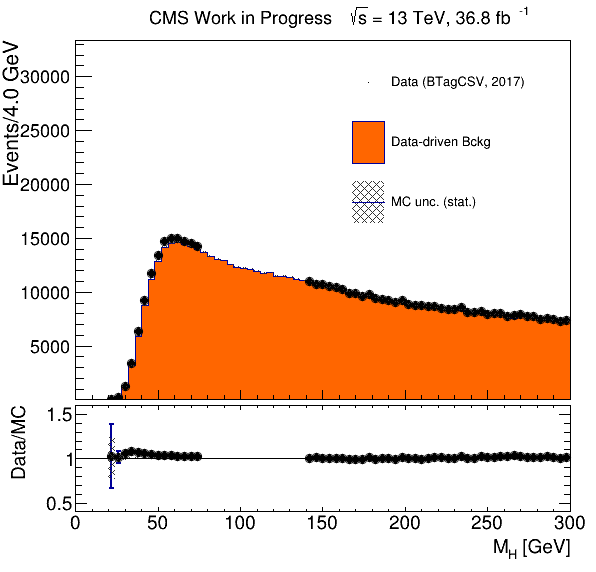 CMS Work in Progress √s = 13 TeV, 36.8 fb⁻¹
Events/4.0 GeV
30000
25000
20000
15000
10000
5000
Data (BTagCSV, 2017)
Data-driven Bckg
MC unc. (stat.)
Data/MC
1.5
1
0.5
0 50 100 150 200 250 300
M_H [GeV]